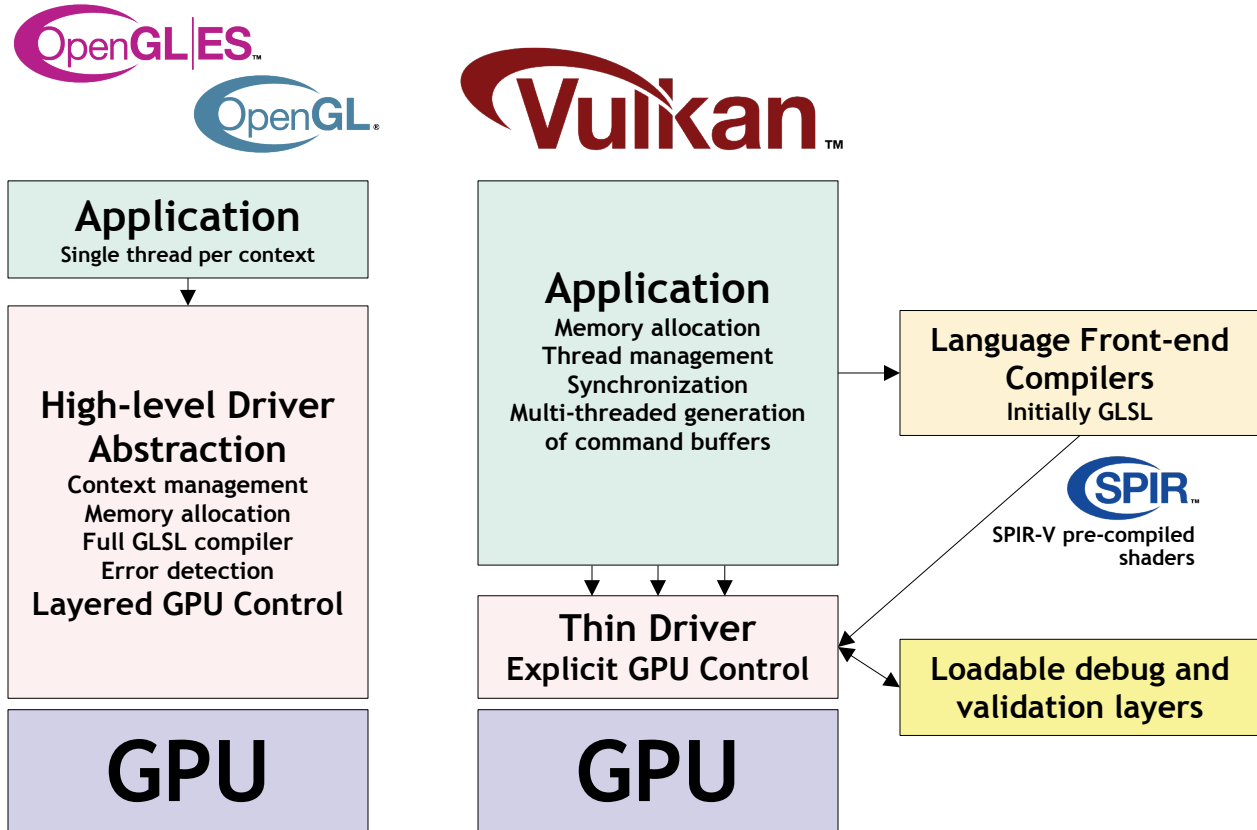 OpenGL|ES™
OpenGL®
Vulkan™
Application
Single thread per context
High-level Driver
Abstraction
Context management
Memory allocation
Full GLSL compiler
Error detection
Layered GPU Control
GPU
Application
Memory allocation
Thread management
Synchronization
Multi-threaded generation
of command buffers
Thin Driver
Explicit GPU Control
GPU
Language Front-end
Compilers
Initially GLSL
SPIR™
SPIR-V pre-compiled
shaders
Loadable debug and
validation layers